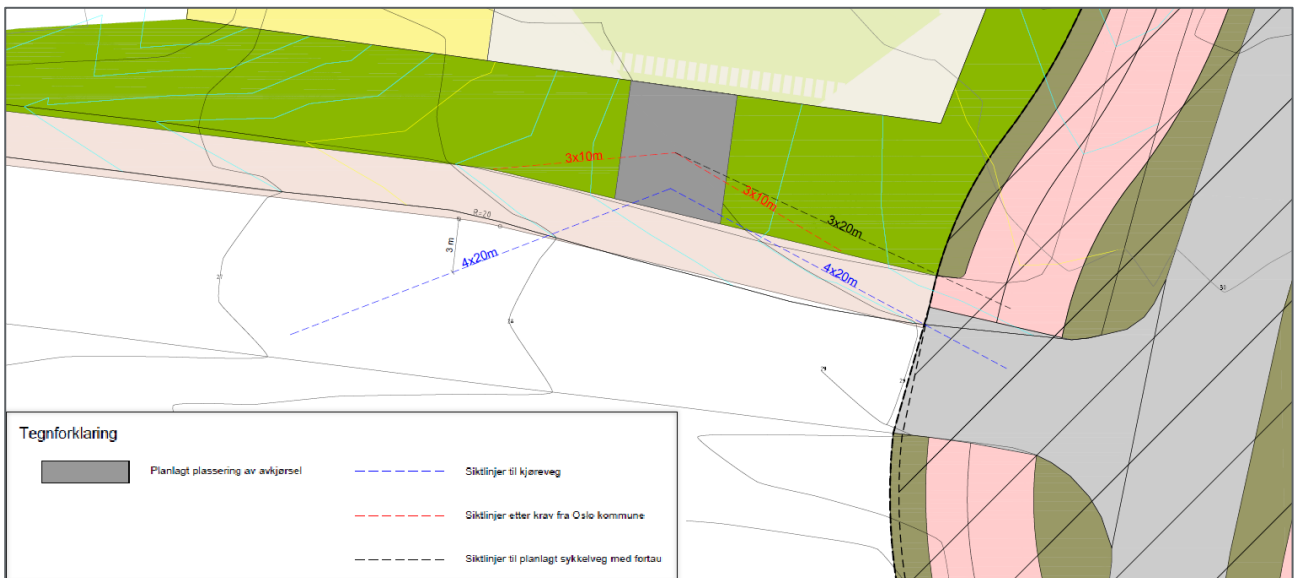 3x10m
3x10m
3x20m
4x20m
4x20m
3 m
Tegnforklaring
Planlagt plassering av avkjørsel
Siktlinjer til kjøreveg
Siktlinjer etter krav fra Oslo kommune
Siktlinjer til planlagt sykkelveg med fortau